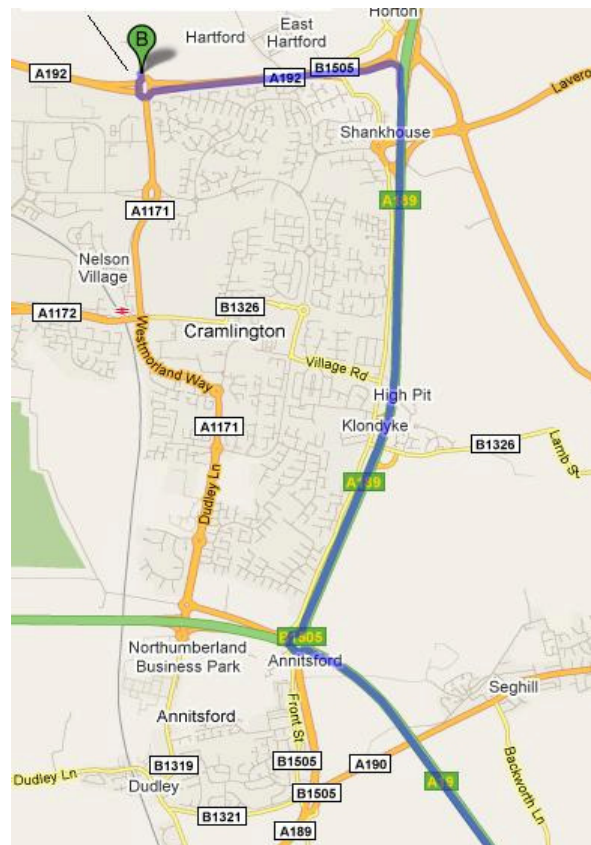 Horton
East
Hartford
Hartford
B
A192
B1505
A192
Laverо
Shankhouse
A189
A1171
Nelson
Village
B1326
A1172
Cramlington
Westmorland Way
Village Rd
High Pit
Klondyke
A1171
B1326
Lamb St
A189
Dudley Ln
B1505
Northumberland
Business Park
Annitsford
Seghill
Annitsford
Front St
B1505
A190
B1319
Dudley Ln
Dudley
A19
Backworth Ln
B1505
B1321
A189